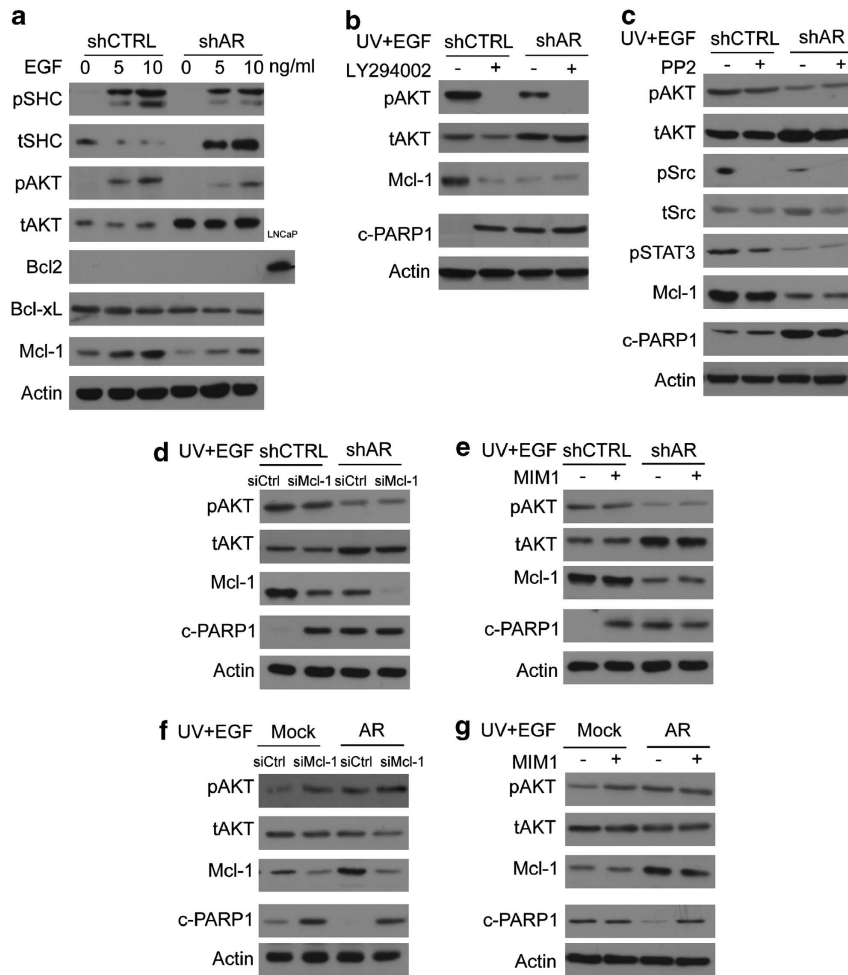 a
shCTRL shAR
EGF 0 5 10 0 5 10 ng/ml
pSHC
tSHC
pAKT
tAKT
LNCaP
Bcl2
Bcl-xL
Mcl-1
Actin
b
UV+EGF shCTRL shAR
LY294002 - + - +
pAKT
tAKT
Mcl-1
c-PARP1
Actin
c
UV+EGF shCTRL shAR
PP2 - + - +
pAKT
tAKT
pSrc
tSrc
pSTAT3
Mcl-1
c-PARP1
Actin
d
UV+EGF shCTRL shAR
siCtrl siMcl-1 siCtrl siMcl-1
pAKT
tAKT
Mcl-1
c-PARP1
Actin
e
UV+EGF shCTRL shAR
MIM1 - + - +
pAKT
tAKT
Mcl-1
c-PARP1
Actin
f
UV+EGF Mock AR
siCtrl siMcl-1 siCtrl siMcl-1
pAKT
tAKT
Mcl-1
c-PARP1
Actin
g
UV+EGF Mock AR
MIM1 - + - +
pAKT
tAKT
Mcl-1
c-PARP1
Actin